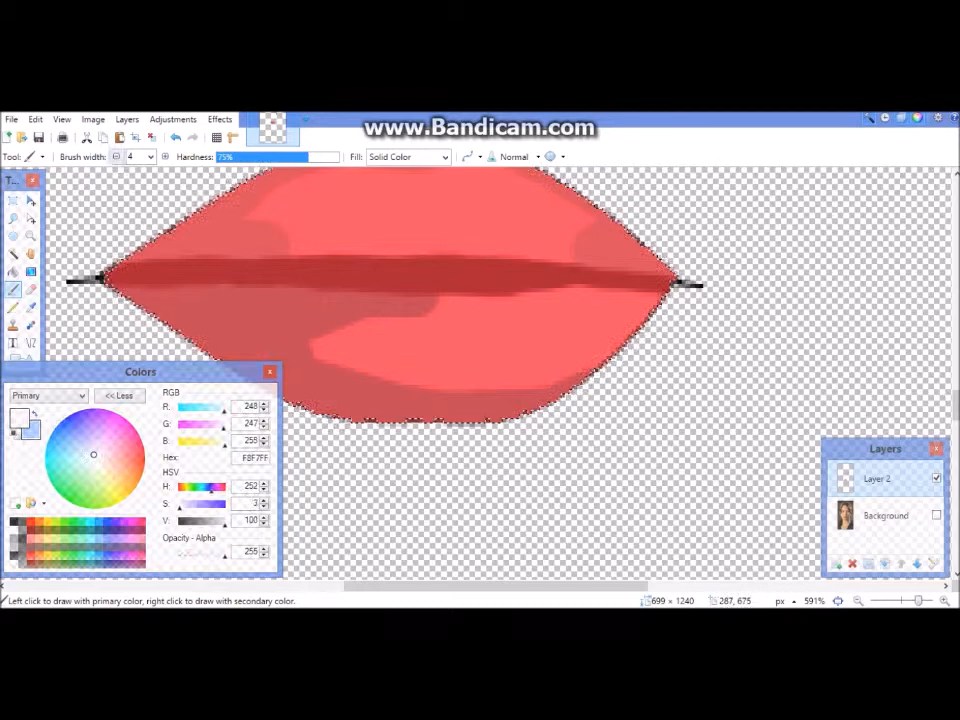 File Edit View Image Layers Adjustments Effects
www.Bandicam.com
Tool: Brush width: 4 Hardness: 75% Fill: Solid Color Normal
T...
Colors
Primary << Less
RGB
R: 248
G: 247
B: 255
Hex: F8F7FF
HSV
H: 252
S: 3
V: 100
Opacity - Alpha
255
Layers
Layer 2
Background
Left click to draw with primary color, right click to draw with secondary color.
699 × 1240 287, 675 px 591%